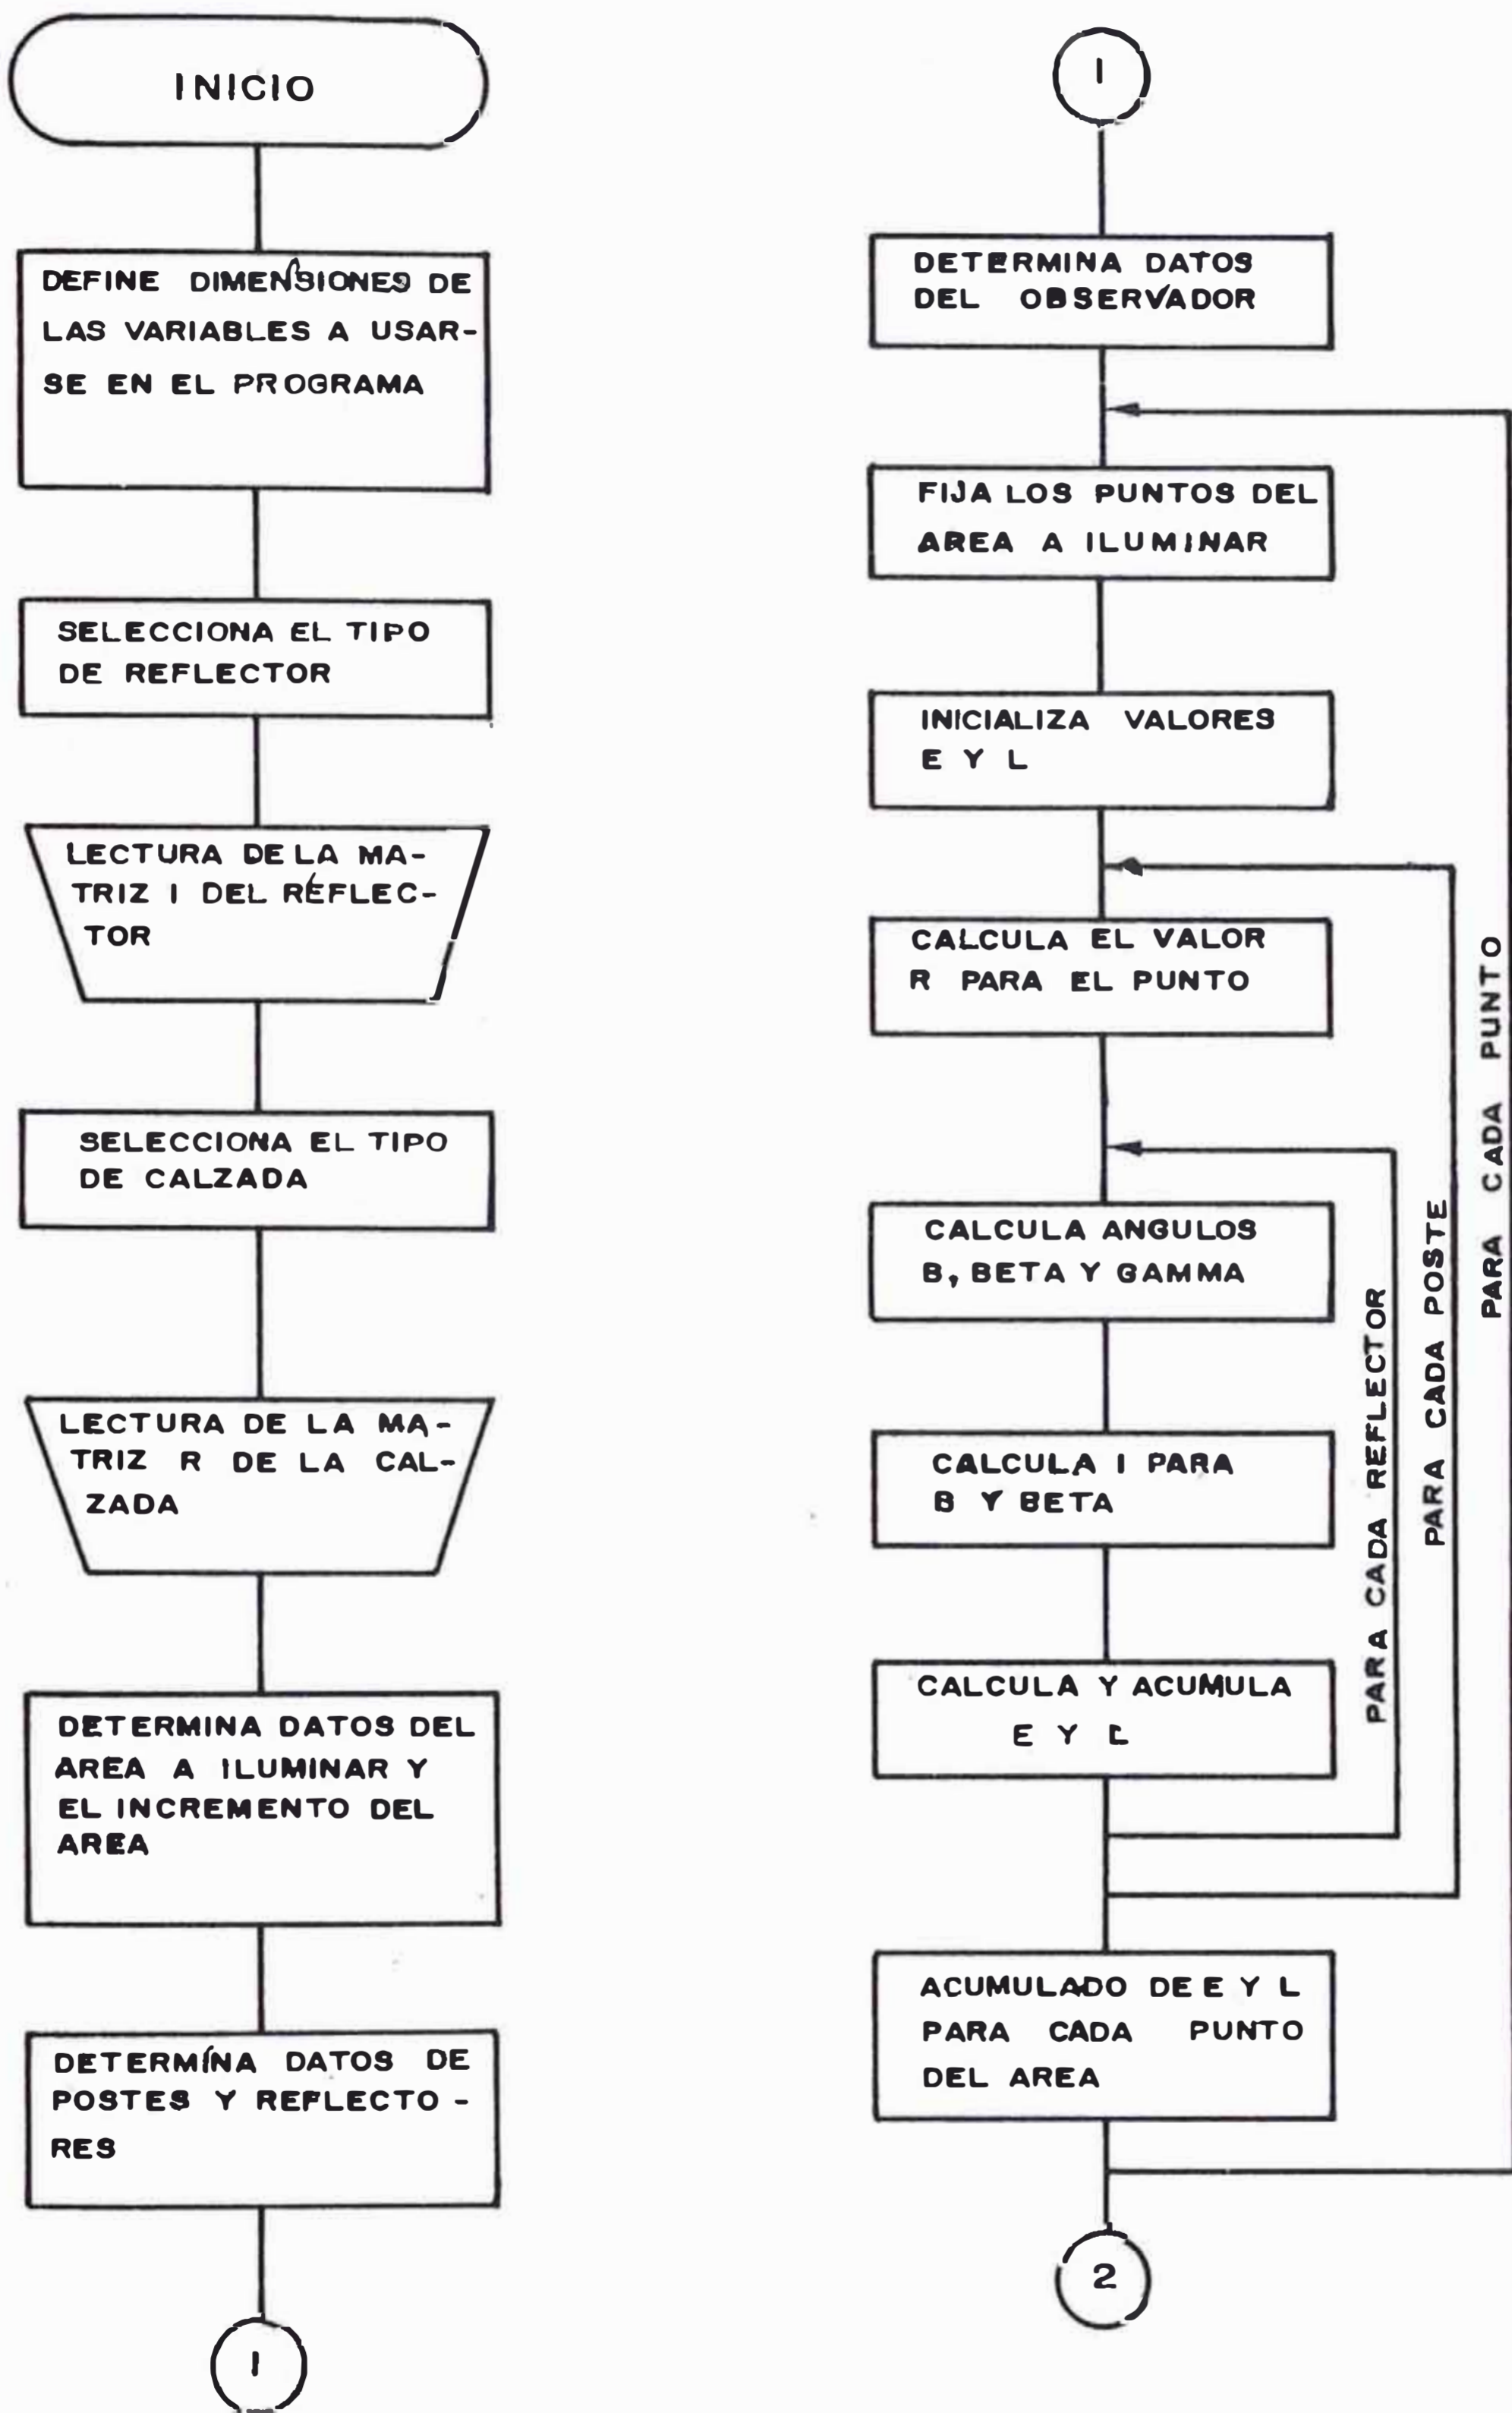 INICIO
DEFINE DIMENSIONES DE
LAS VARIABLES A USAR-
SE EN EL PROGRAMA
SELECCIONA EL TIPO
DE REFLECTOR
LECTURA DE LA MA-
TRIZ I DEL REFLEC-
TOR
SELECCIONA EL TIPO
DE CALZADA
LECTURA DE LA MA-
TRIZ R DE LA CAL-
ZADA
DETERMINA DATOS DEL
AREA A ILUMINAR Y
EL INCREMENTO DEL
AREA
DETERMINA DATOS DE
POSTES Y REFLECTO-
RES
1
1
DETERMINA DATOS
DEL OBSERVADOR
FIJA LOS PUNTOS DEL
AREA A ILUMINAR
INICIALIZA VALORES
E Y L
CALCULA EL VALOR
R PARA EL PUNTO
CALCULA ANGULOS
B, BETA Y GAMMA
CALCULA I PARA
B Y BETA
CALCULA Y ACUMULA
E Y L
ACUMULADO DE E Y L
PARA CADA PUNTO
DEL AREA
2
PARA CADA REFLECTOR
PARA CADA POSTE
PARA CADA PUNTO